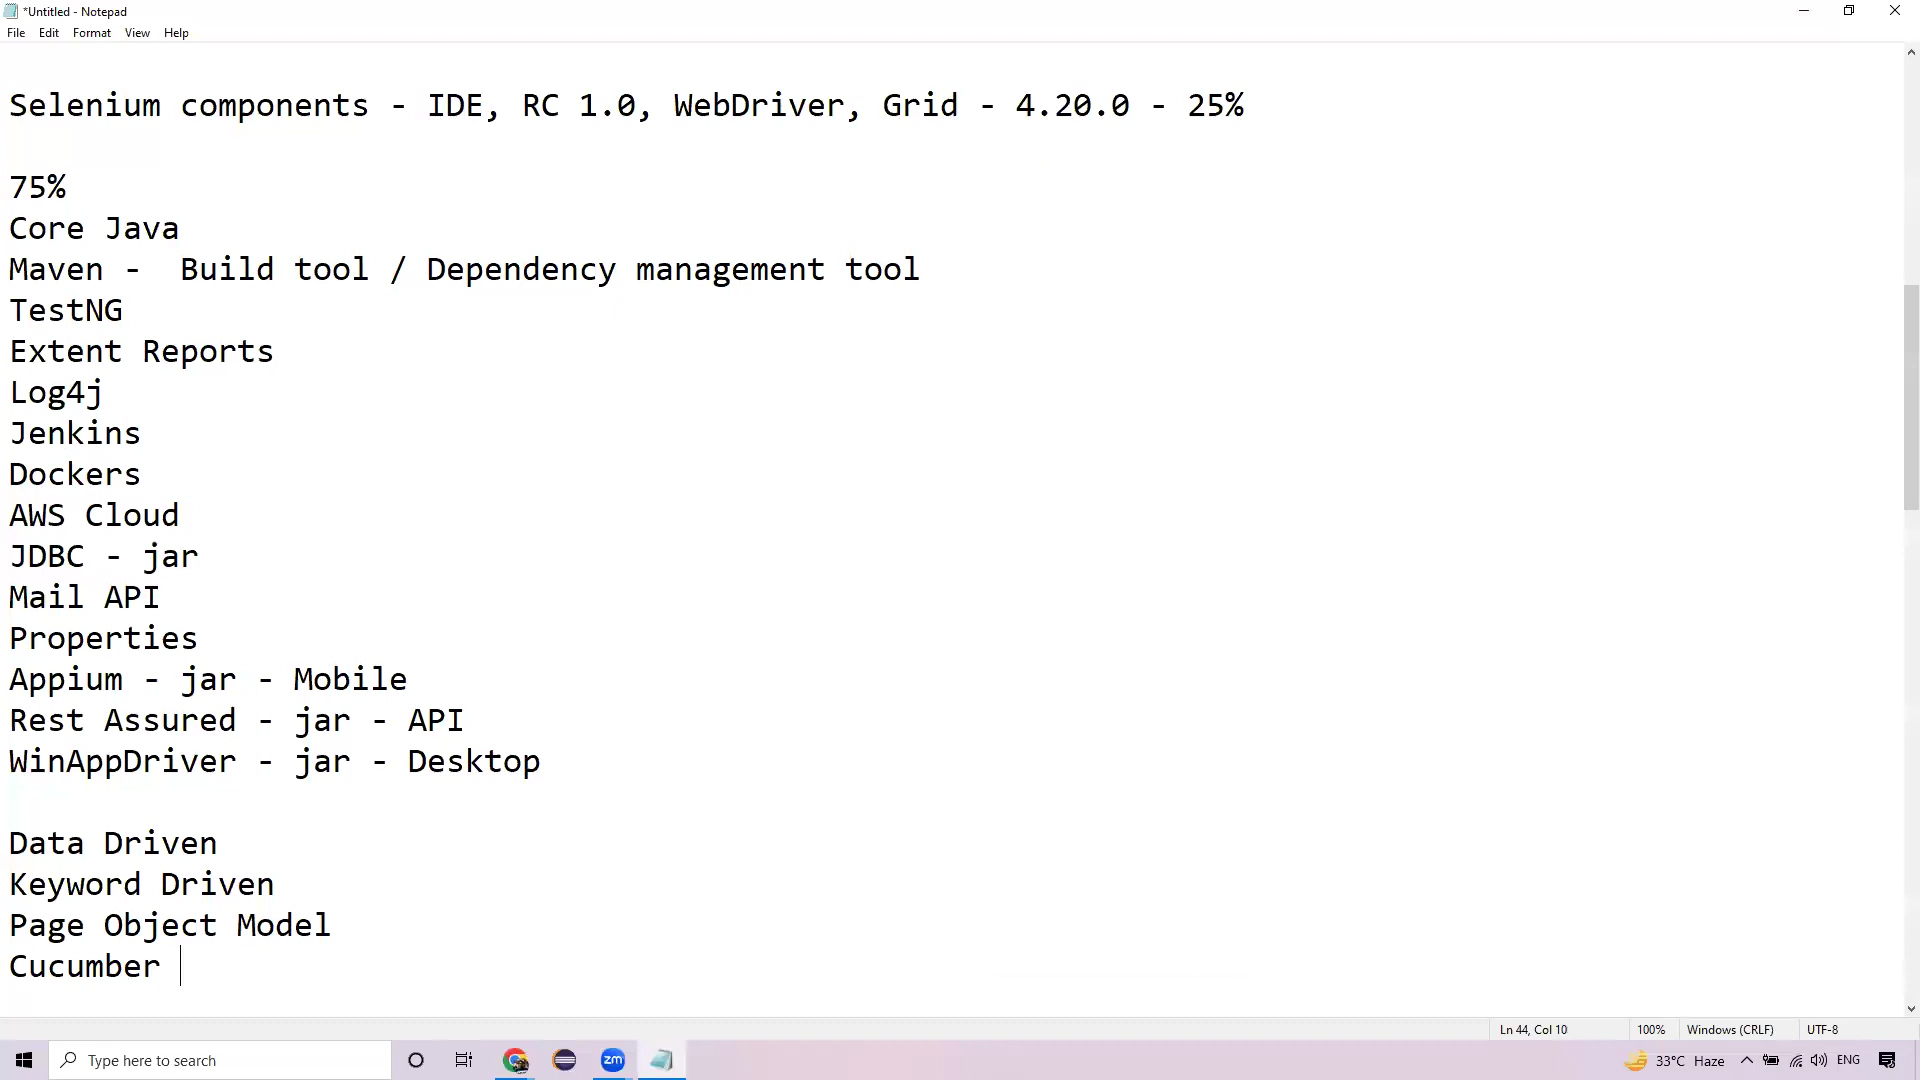 *Untitled - Notepad
File Edit Format View Help
Selenium components - IDE, RC 1.0, WebDriver, Grid - 4.20.0 - 25%
75%
Core Java
Maven -  Build tool / Dependency management tool
TestNG
Extent Reports
Log4j
Jenkins
Dockers
AWS Cloud
JDBC - jar
Mail API
Properties
Appium - jar - Mobile
Rest Assured - jar - API
WinAppDriver - jar - Desktop
Data Driven
Keyword Driven
Page Object Model
Cucumber
Ln 44, Col 10 100% Windows (CRLF) UTF-8
Type here to search zm 33°C Haze ENG